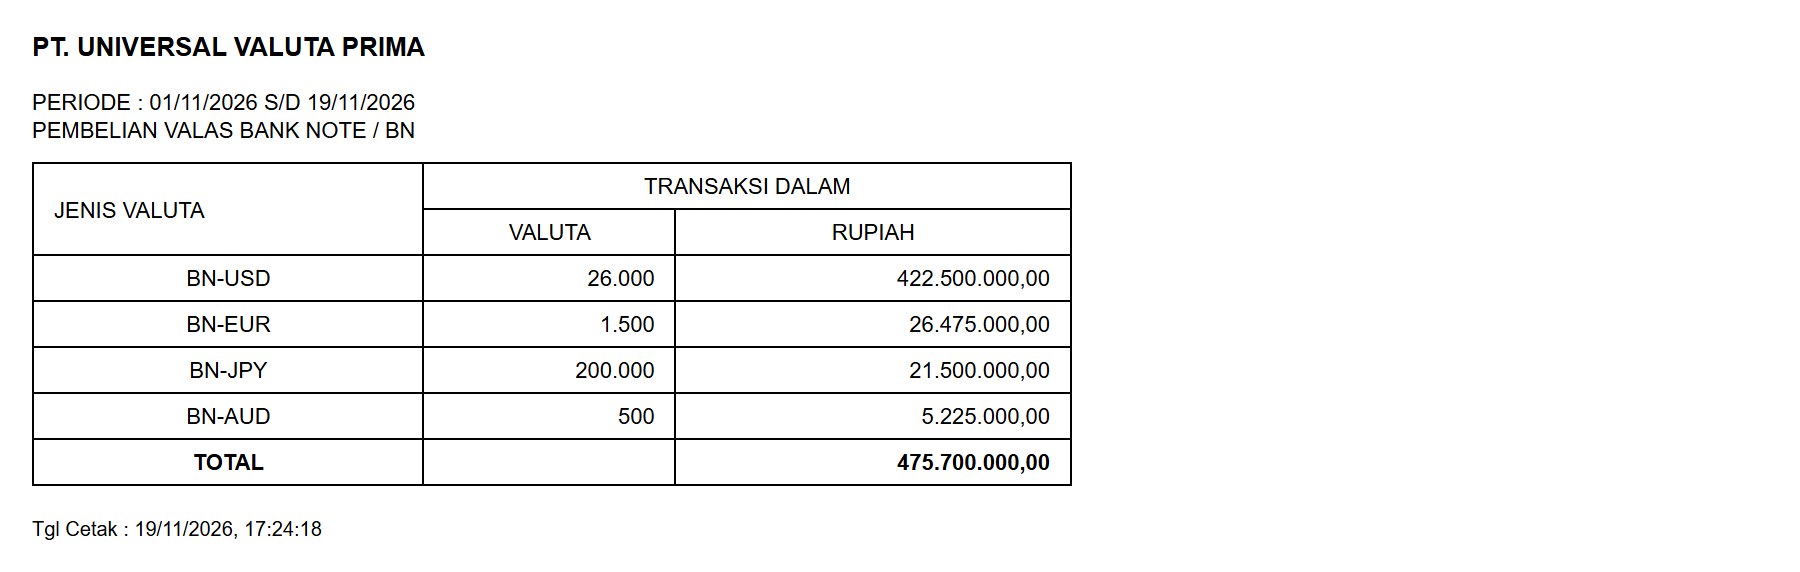 PT. UNIVERSAL VALUTA PRIMA
PERIODE : 01/11/2026 S/D 19/11/2026
PEMBELIAN VALAS BANK NOTE / BN
JENIS VALUTA
TRANSAKSI DALAM
VALUTA RUPIAH
BN-USD 26.000 422.500.000,00
BN-EUR 1.500 26.475.000,00
BN-JPY 200.000 21.500.000,00
BN-AUD 500 5.225.000,00
TOTAL 475.700.000,00
Tgl Cetak : 19/11/2026, 17:24:18